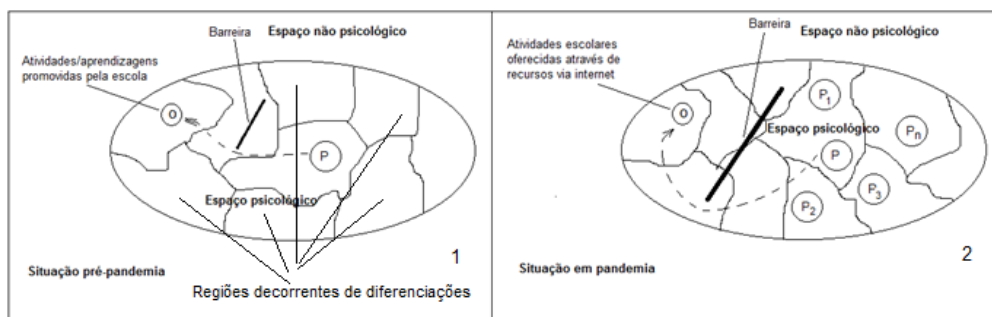 Barreira
Espaço não psicológico
Atividades/aprendizagens
promovidas pela escola
O
P
Espaço psicológico
Situação pré-pandemia
1
Regiões decorrentes de diferenciações
Barreira
Espaço não psicológico
Atividades escolares
oferecidas através de
recursos via internet
O
P1
Espaço psicológico
Pn
P
P3
P2
Situação em pandemia
2